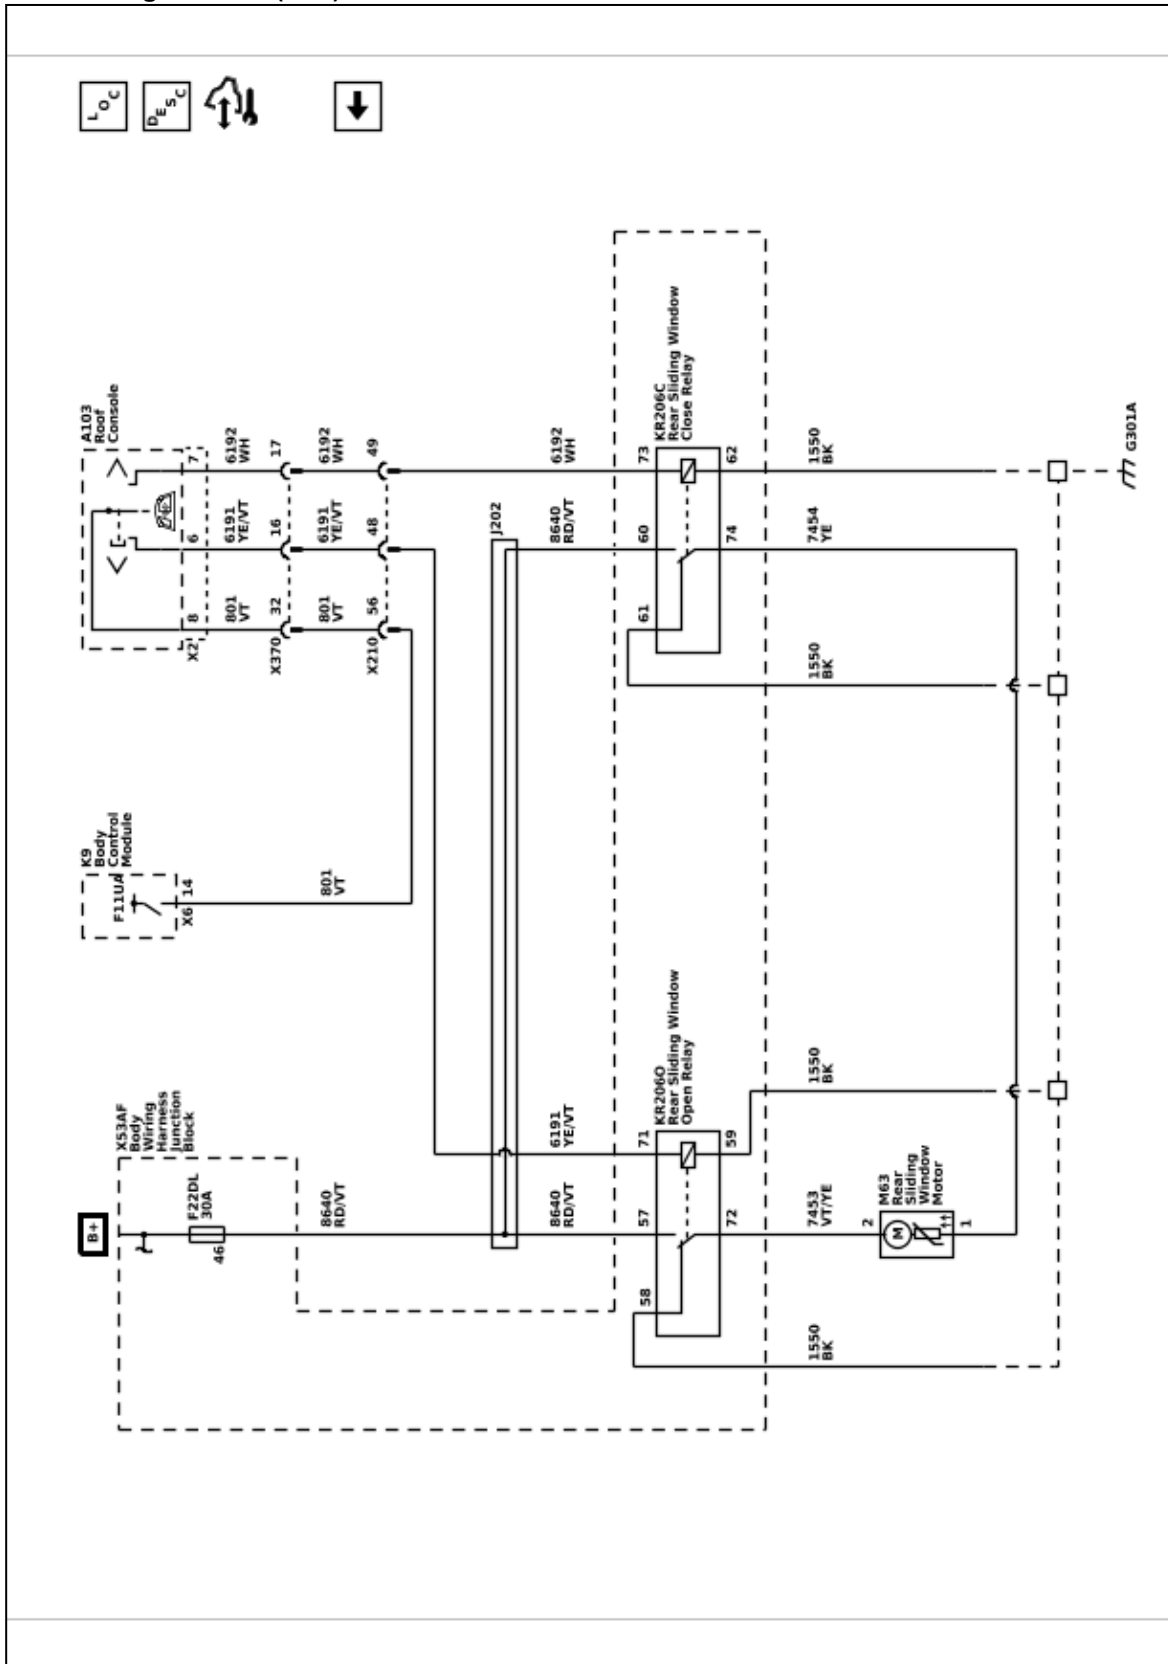 LOC
DESC
B+
X53AF
Body
Wiring
Harness
Junction
Block
F22DL
30A
46
8640
RD/VT
K9
Body
Control
Module
F11UA
X6
14
801
VT
A103
Roof
Console
X2
8
6
7
801
VT
6191
YE/VT
6192
WH
X370
32
16
17
801
VT
6191
YE/VT
6192
WH
X210
56
48
49
J202
8640
RD/VT
6191
YE/VT
8640
RD/VT
6192
WH
58
57
71
KR206O
Rear Sliding Window
Open Relay
72
59
61
60
73
KR206C
Rear Sliding Window
Close Relay
74
62
1550
BK
7453
VT/YE
1550
BK
1550
BK
7454
YE
1550
BK
2
M
1
M63
Rear
Sliding
Window
Motor
G301A